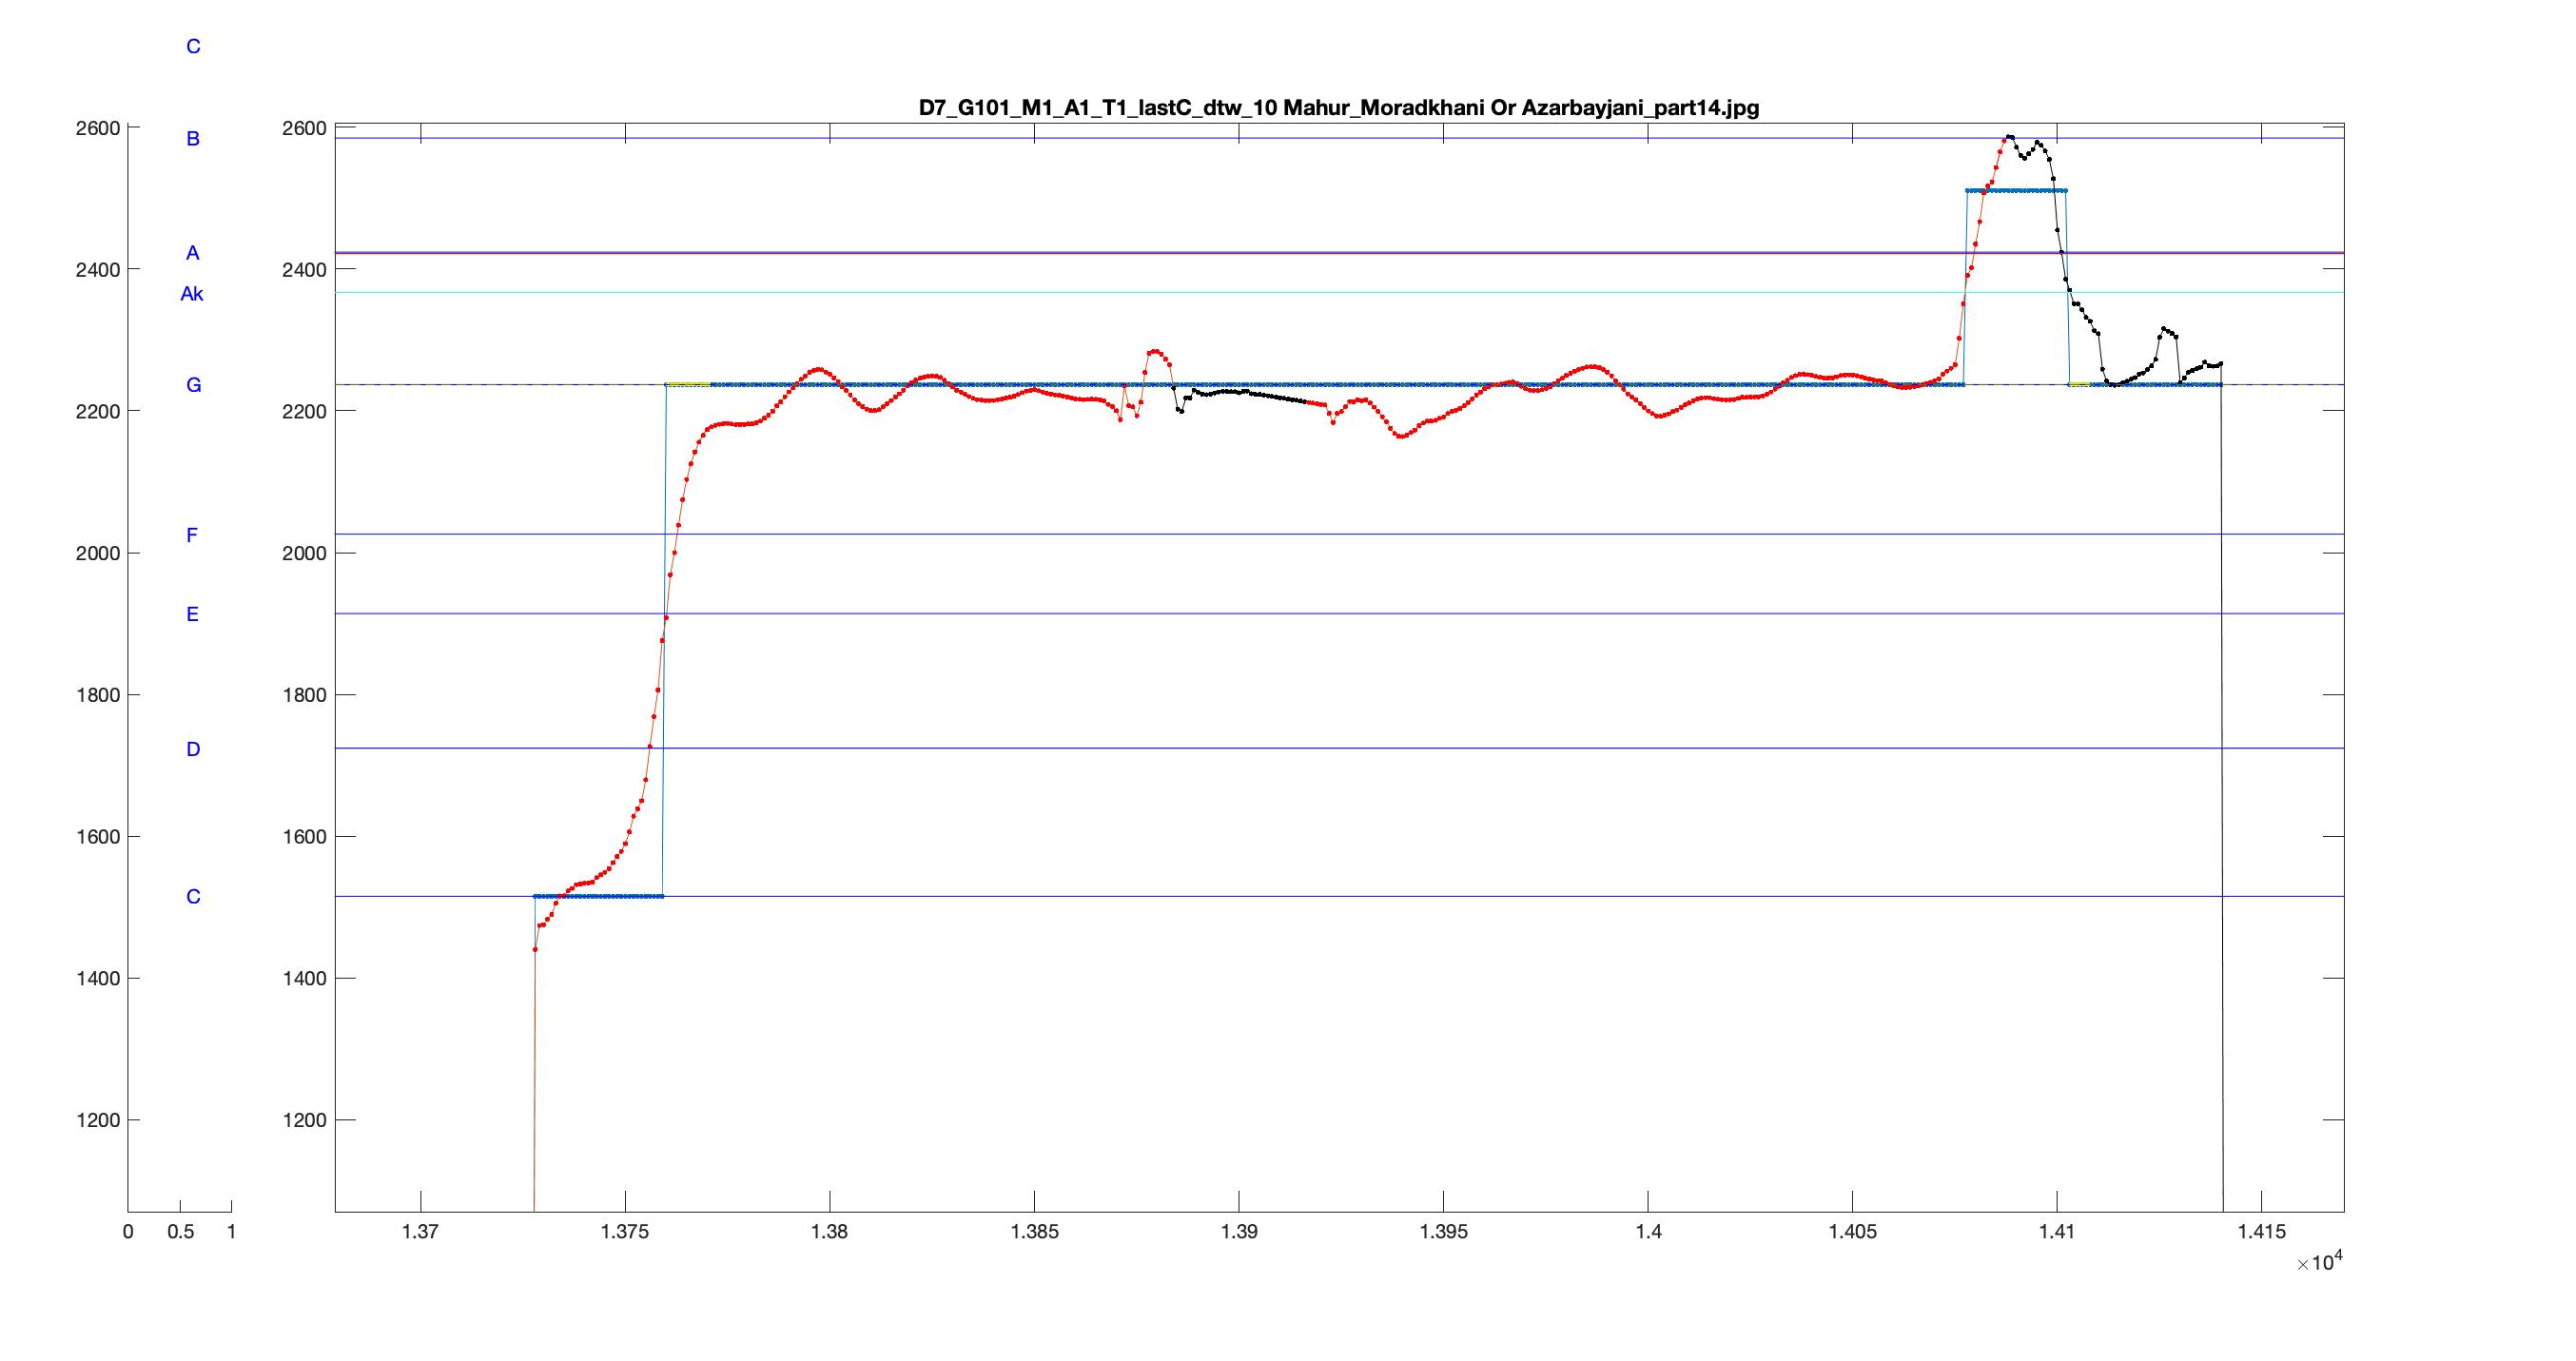 C
D7_G101_M1_A1_T1_lastC_dtw_10 Mahur_Moradkhani Or Azarbayjani_part14.jpg
2600 B 2600
A
2400 2400
Ak
G
2200 2200
F
2000 2000
E
1800 1800
D
1600 1600
C
1400 1400
1200 1200
0 0.5 1 1.37 1.375 1.38 1.385 1.39 1.395 1.4 1.405 1.41 1.415
×10^4